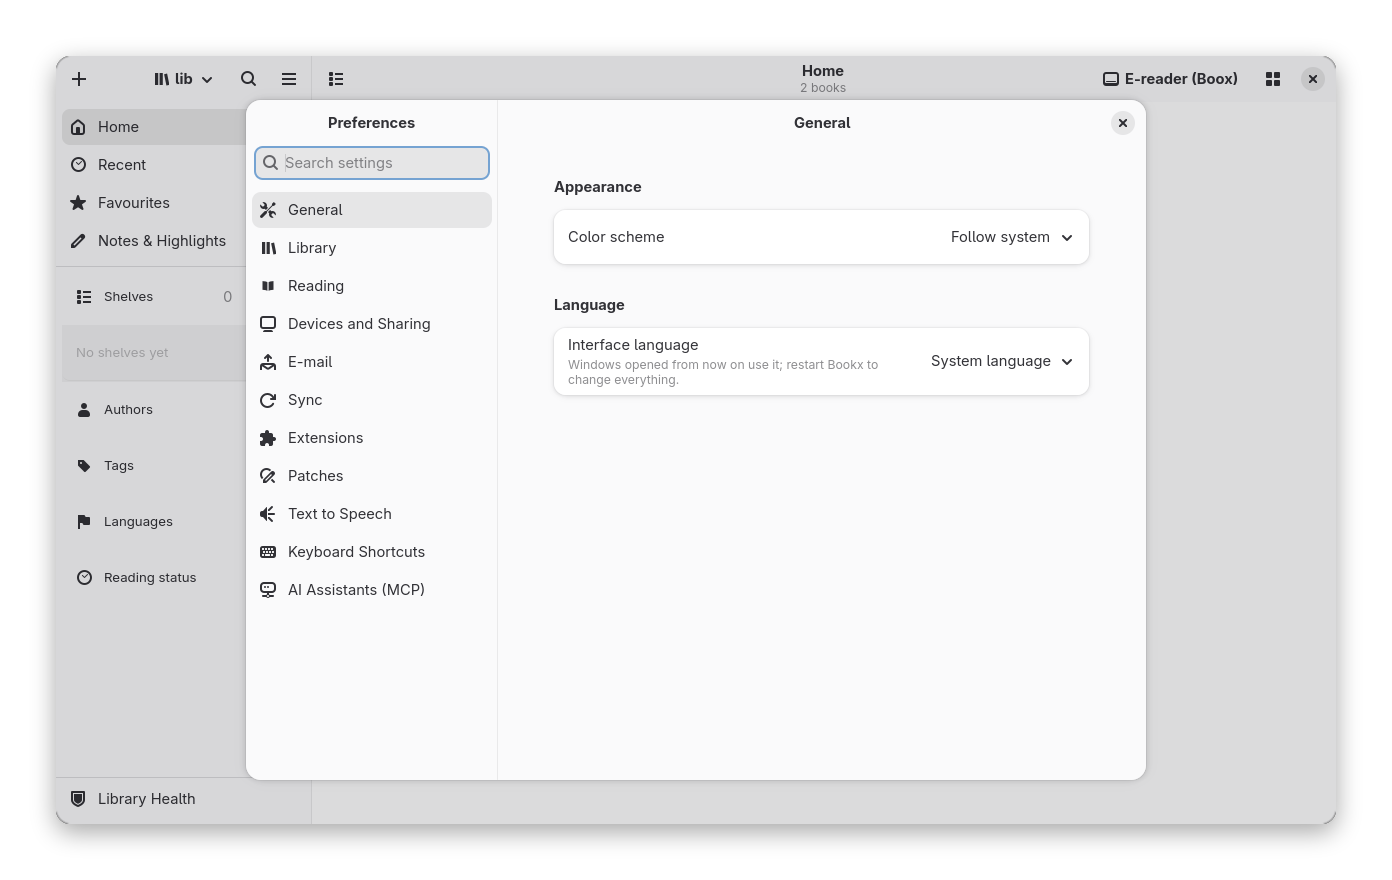 lib
Home
2 books
E-reader (Boox)
Home
Recent
Favourites
Notes & Highlights
Shelves
0
No shelves yet
Authors
Tags
Languages
Reading status
Library Health
Preferences
Search settings
General
Library
Reading
Devices and Sharing
E-mail
Sync
Extensions
Patches
Text to Speech
Keyboard Shortcuts
AI Assistants (MCP)
General
Appearance
Color scheme
Follow system
Language
Interface language
Windows opened from now on use it; restart Bookx to
change everything.
System language